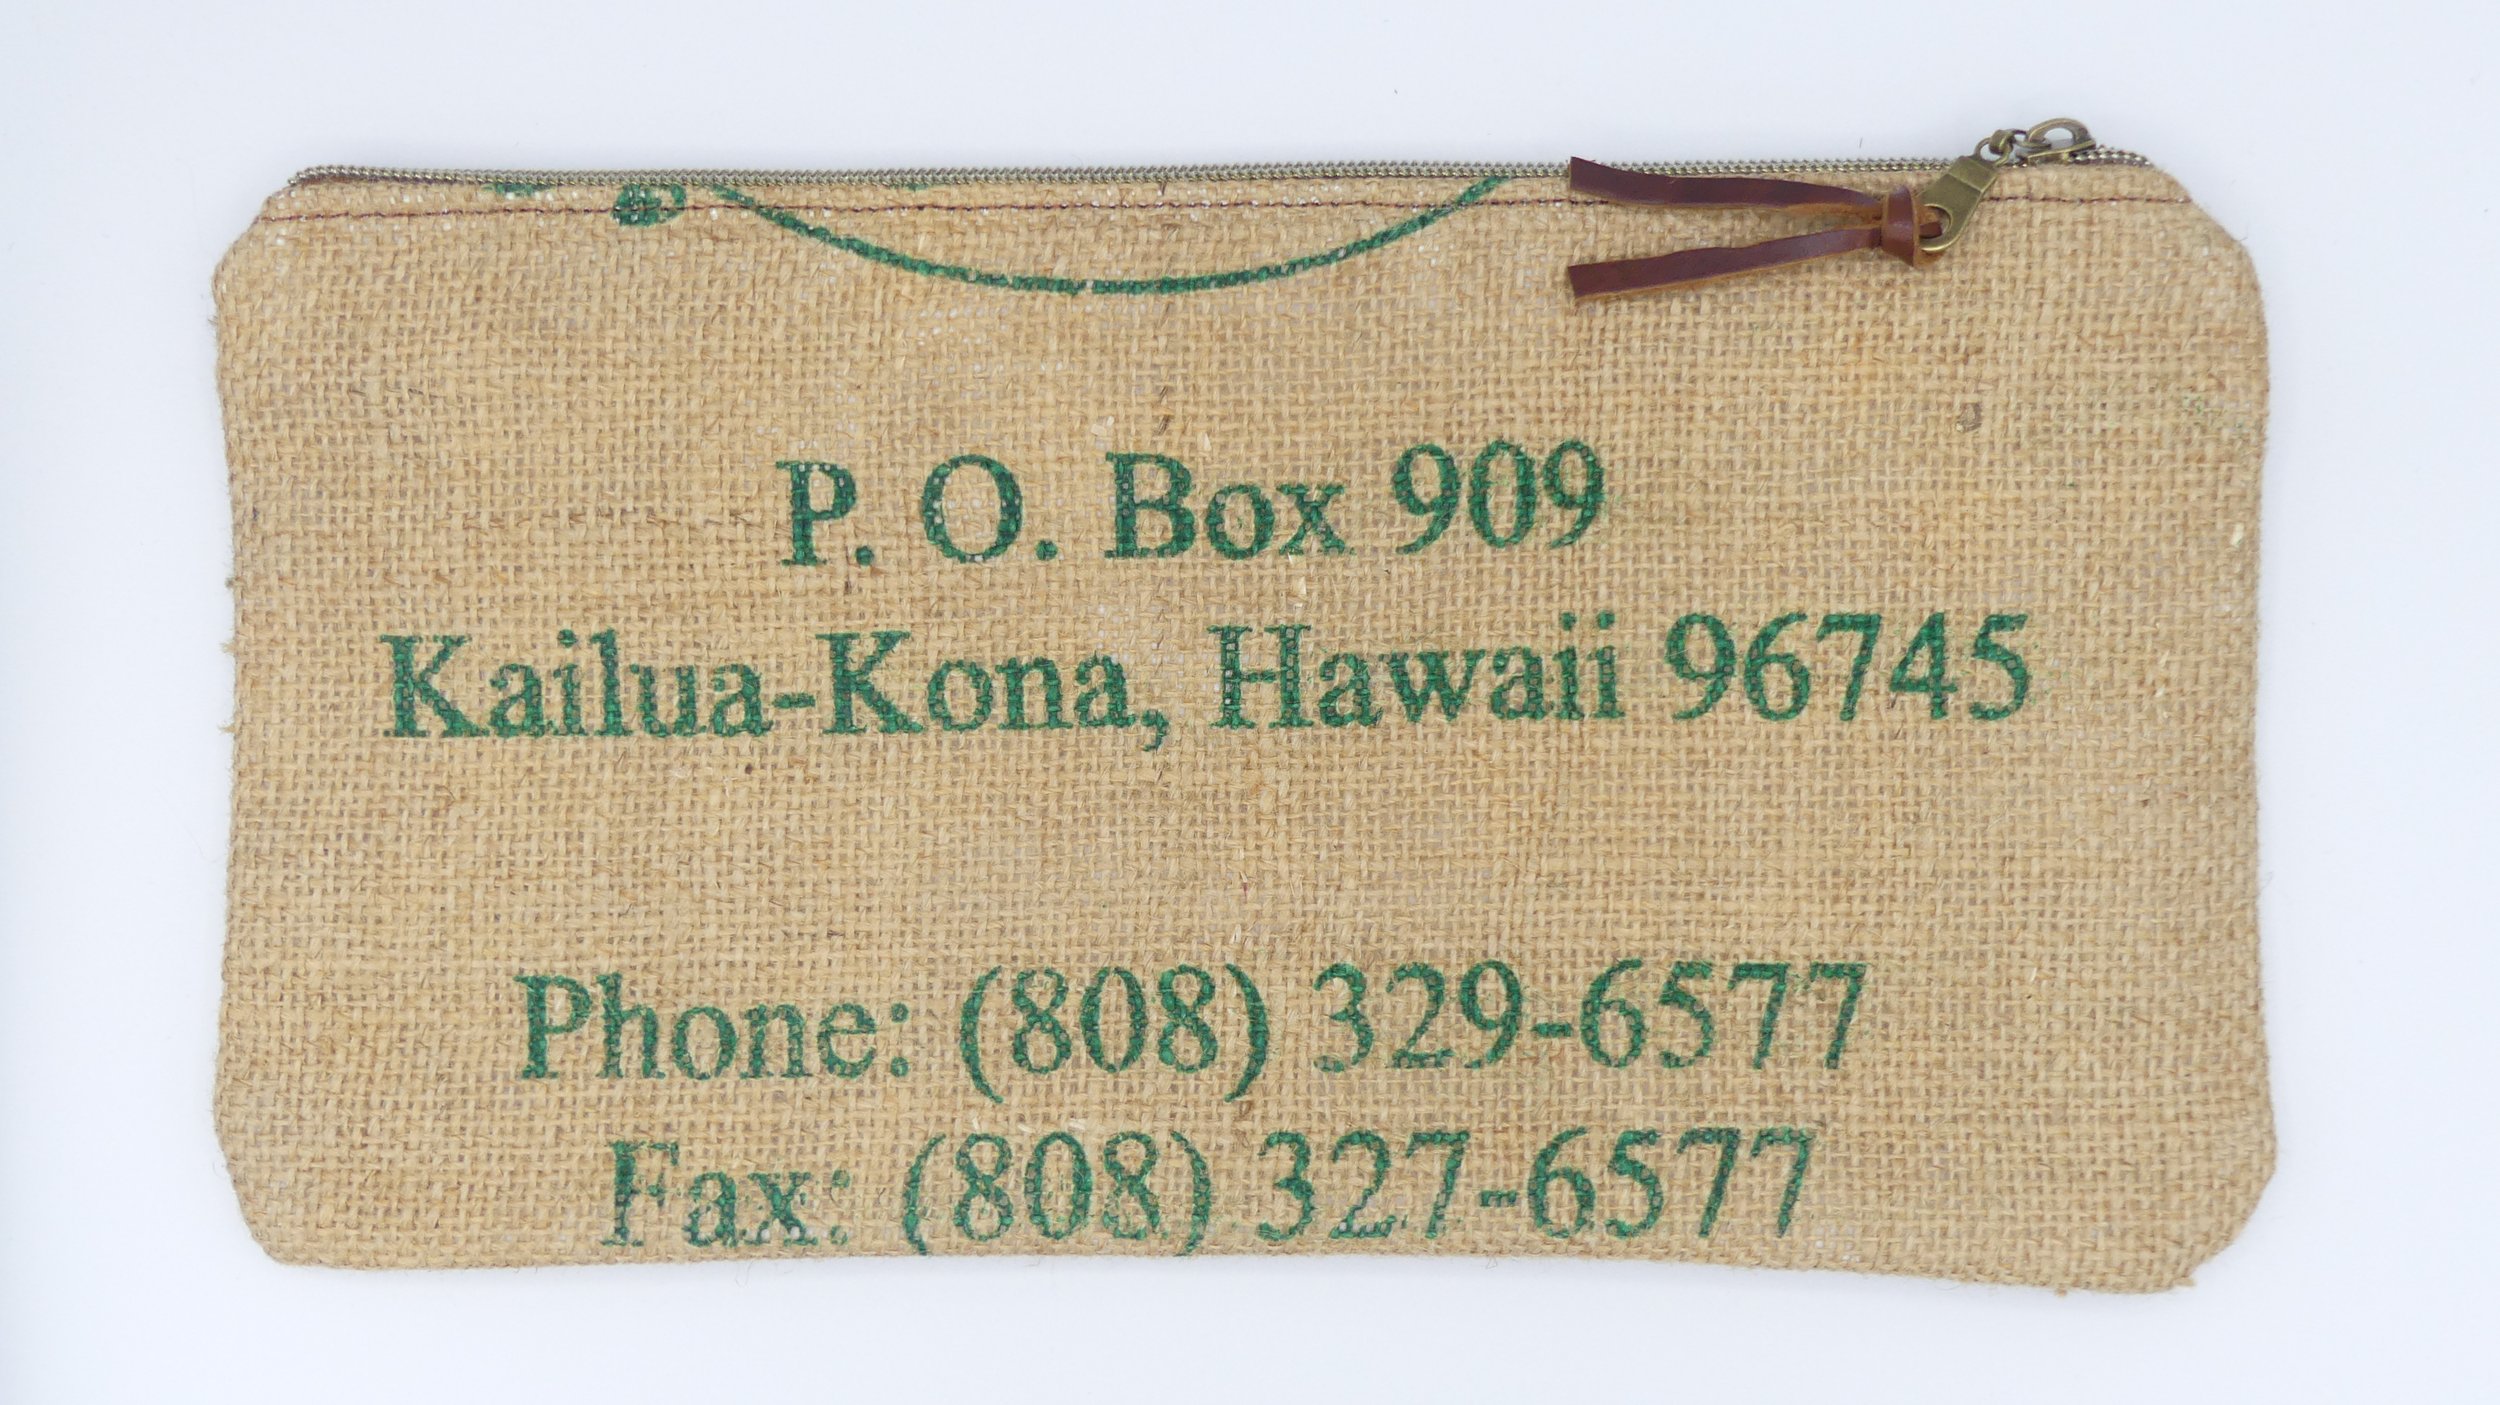 P. O. Box 909
Kailua-Kona, Hawaii 96745
Phone: (808) 329-6577
Fax: (808) 327-6577